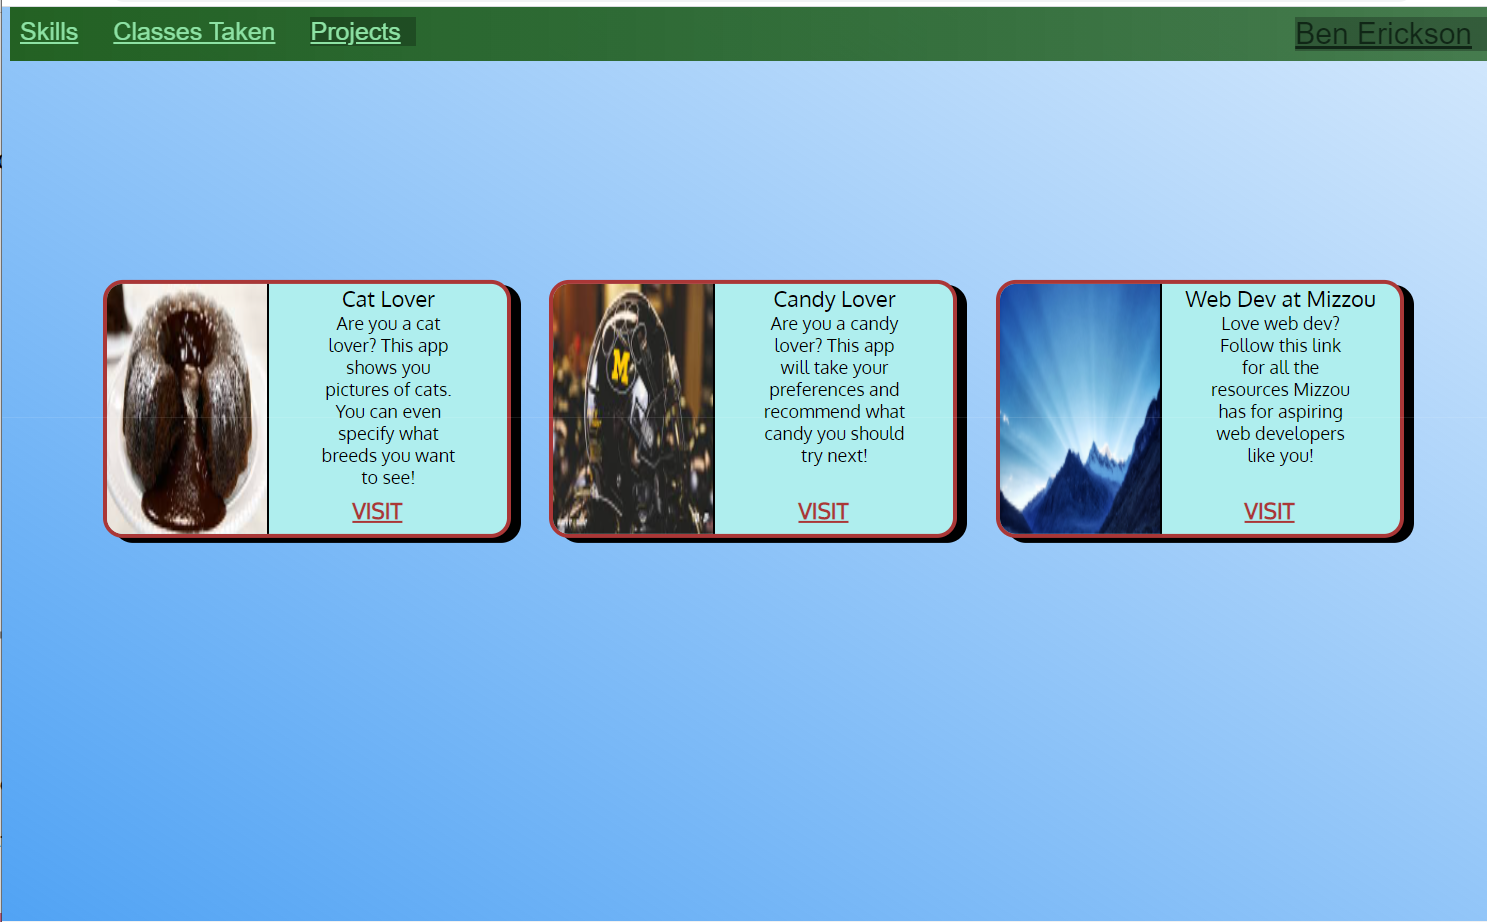 Skills Classes Taken Projects Ben Erickson
Cat Lover
Are you a cat
lover? This app
shows you
pictures of cats.
You can even
specify what
breeds you want
to see!
VISIT
M
Candy Lover
Are you a candy
lover? This app
will take your
preferences and
recommend what
candy you should
try next!
VISIT
Web Dev at Mizzou
Love web dev?
Follow this link
for all the
resources Mizzou
has for aspiring
web developers
like you!
VISIT